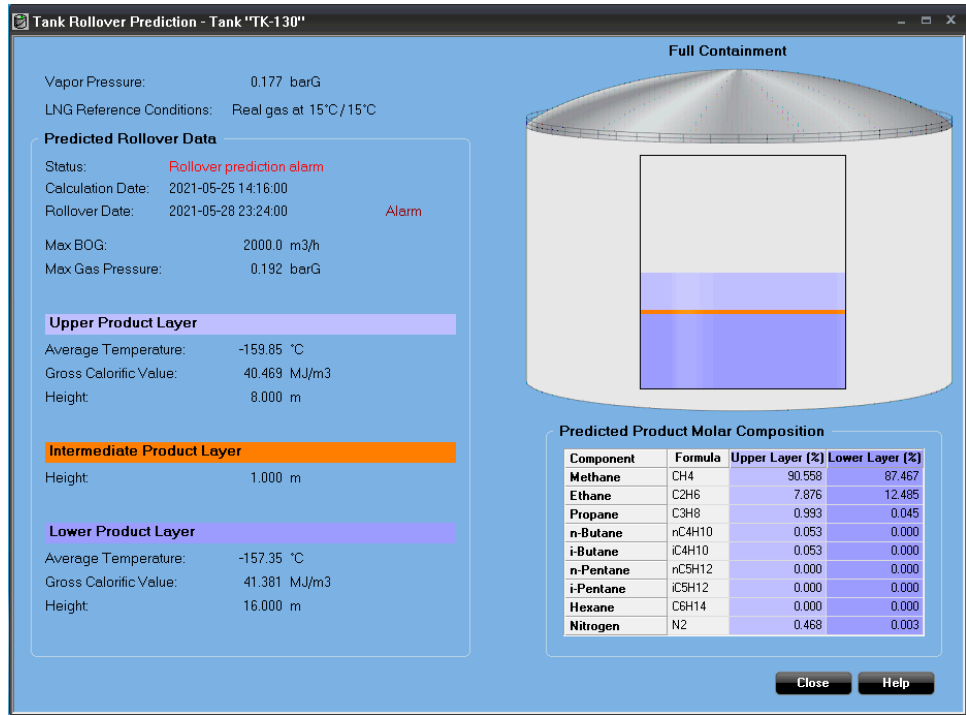 Tank Rollover Prediction - Tank "TK-130"
Full Containment
Vapor Pressure: 0.177 barG
LNG Reference Conditions: Real gas at 15°C/15°C
Predicted Rollover Data
Status: Rollover prediction alarm
Calculation Date: 2021-05-25 14:16:00
Rollover Date: 2021-05-28 23:24:00 Alarm
Max BOG: 2000.0 m3/h
Max Gas Pressure: 0.192 barG
Upper Product Layer
Average Temperature: -159.85 °C
Gross Calorific Value: 40.469 MJ/m3
Height: 8.000 m
Intermediate Product Layer
Height: 1.000 m
Lower Product Layer
Average Temperature: -157.35 °C
Gross Calorific Value: 41.381 MJ/m3
Height: 16.000 m
Predicted Product Molar Composition
Component Formula Upper Layer (%) Lower Layer (%)
Methane CH4 90.558 87.467
Ethane C2H6 7.876 12.485
Propane C3H8 0.993 0.045
n-Butane nC4H10 0.053 0.000
i-Butane iC4H10 0.053 0.000
n-Pentane nC5H12 0.000 0.000
i-Pentane iC5H12 0.000 0.000
Hexane C6H14 0.000 0.000
Nitrogen N2 0.468 0.003
Close Help